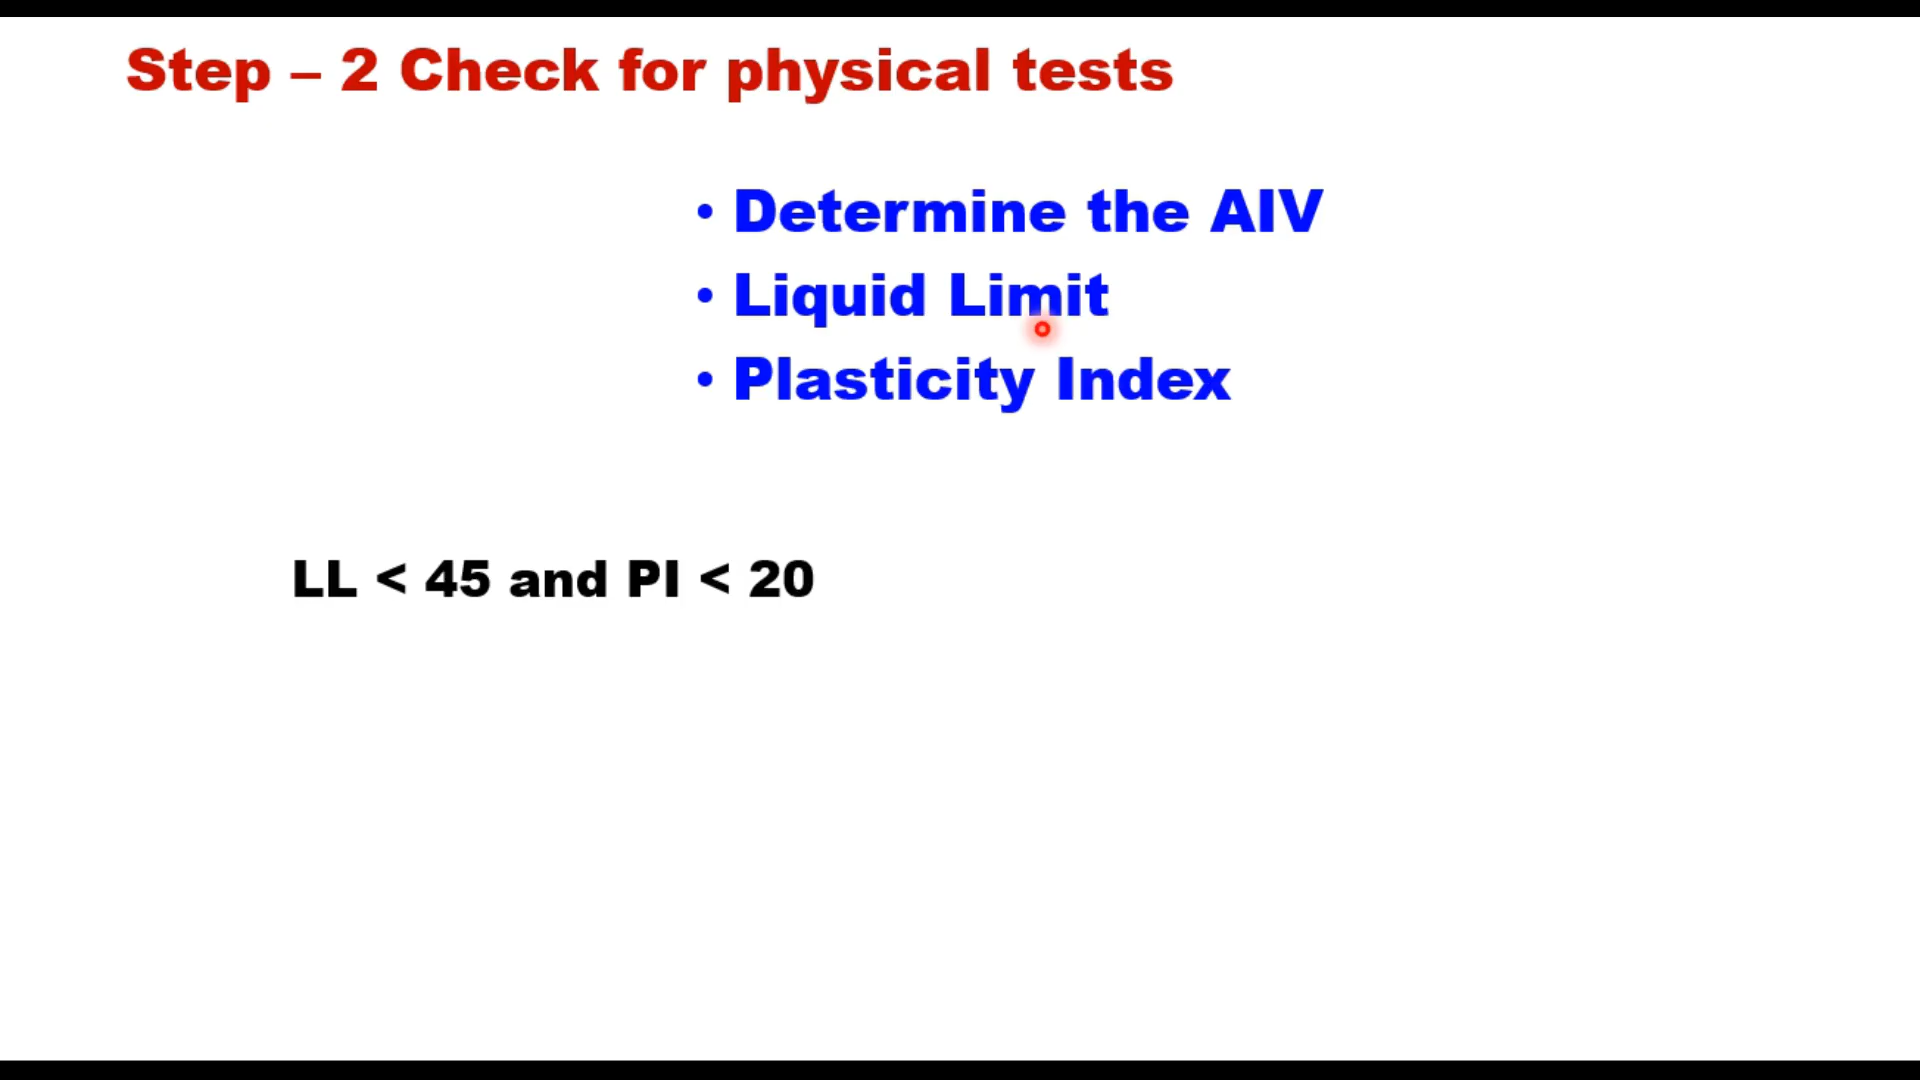 Step – 2 Check for physical tests
• Determine the AIV
• Liquid Limit
• Plasticity Index
LL < 45 and PI < 20